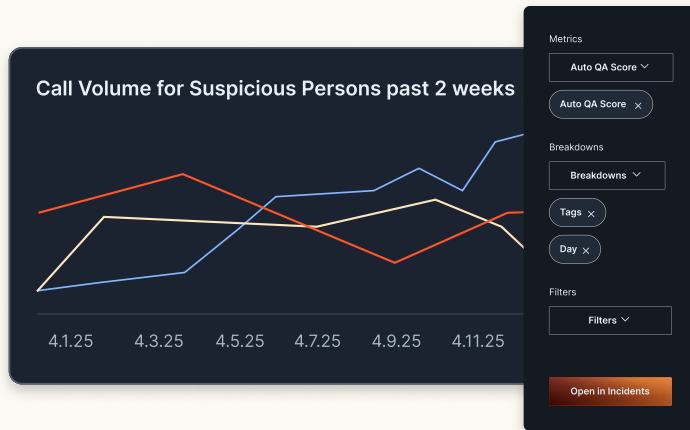 Call Volume for Suspicious Persons past 2 weeks
4.1.25
4.3.25
4.5.25
4.7.25
4.9.25
4.11.25
Metrics
Auto QA Score
Auto QA Score ×
Breakdowns
Breakdowns
Tags ×
Day ×
Filters
Filters
Open in Incidents